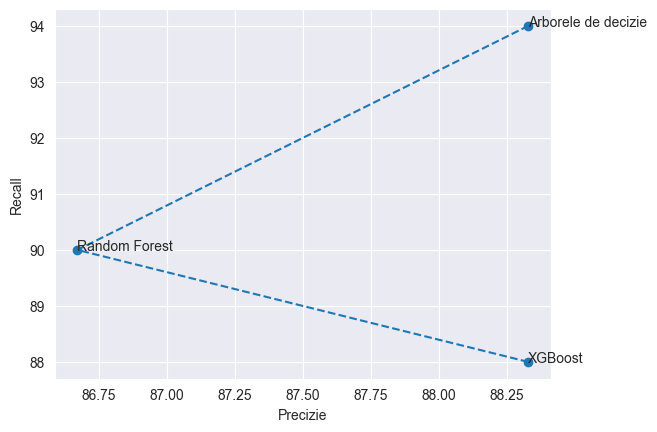 94
93
92
91
90
89
88
Recall
Arborele de decizie
Random Forest
XGBoost
86.75
87.00
87.25
87.50
87.75
88.00
88.25
Precizie